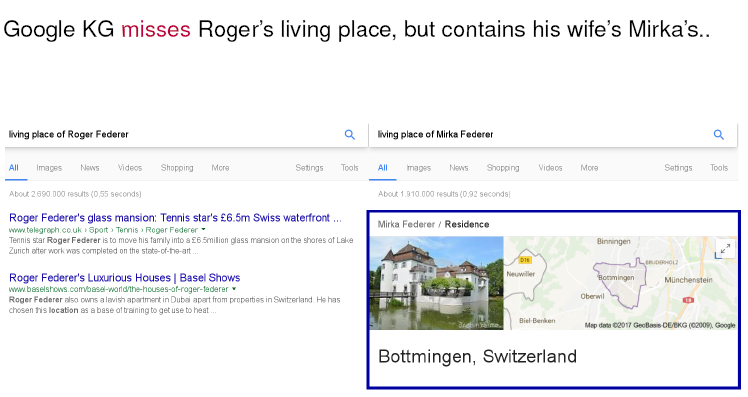 Google KG misses Roger's living place, but contains his wife's Mirka's..
living place of Roger Federer
All Images News Videos Shopping More Settings Tools
About 2.690.000 results (0,55 seconds)
Roger Federer's glass mansion: Tennis star's £6.5m Swiss waterfront ...
www.telegraph.co.uk › Sport › Tennis › Roger Federer
Tennis star Roger Federer is to move his family into a £6.5million glass mansion on the shores of Lake
Zurich after work was completed on the state-of-the-art ...
Roger Federer's Luxurious Houses | Basel Shows
www.baselshows.com/base-world/the-houses-of-roger-federer
Roger Federer also owns a lavish apartment in Dubai apart from properties in Switzerland. He has
chosen this location as a base of training to get use to heat ...
living place of Mirka Federer
All Images News Videos Shopping More Settings Tools
About 1.910.000 results (0,92 seconds)
Mirka Federer / Residence
Binningen
D16
BRUDERHOLZ
Neuwiller
Bottmingen
Münchenstein
Oberwil
18
Biel-Benken
Map data ©2017 GeoBasis-DE/BKG (©2009), Google
Bottmingen, Switzerland